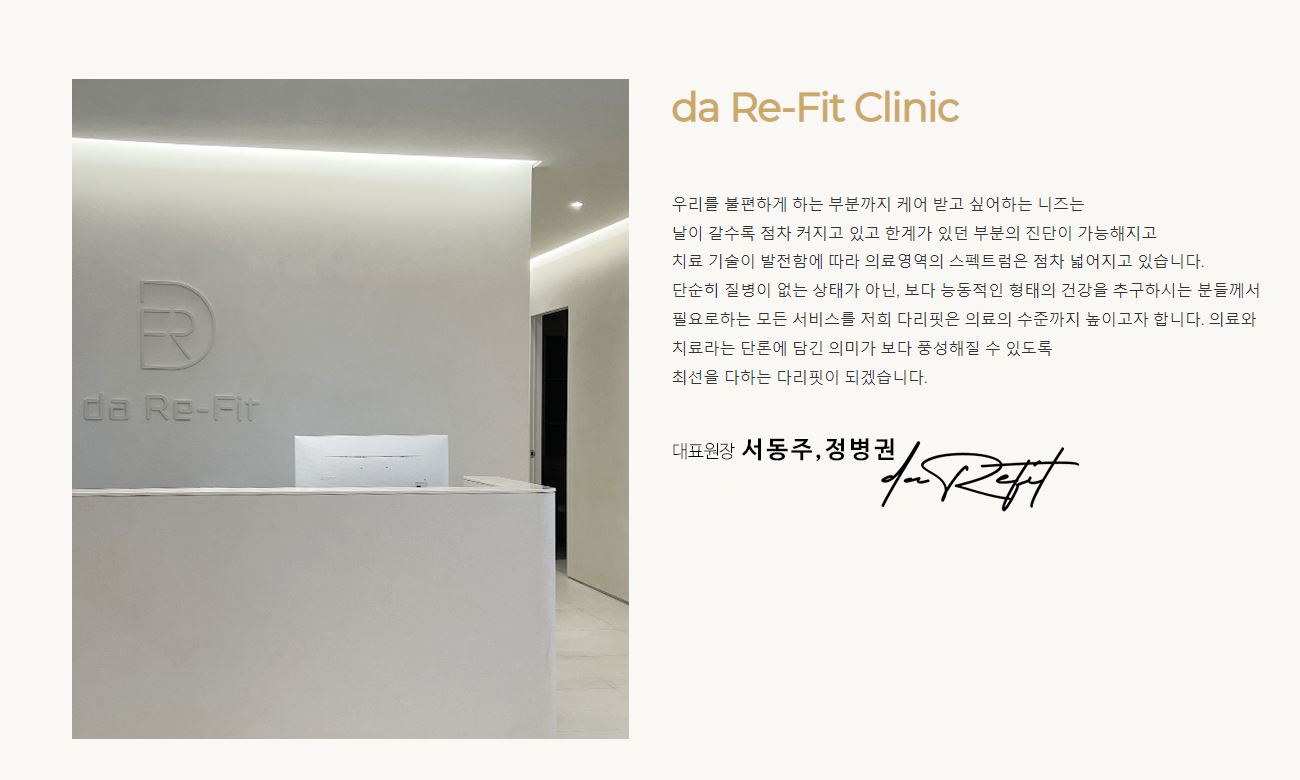 da Re-Fit Clinic
우리를 불편하게 하는 부분까지 케어 받고 싶어하는 니즈는
날이 갈수록 점차 커지고 있고 한계가 있던 부분의 진단이 가능해지고
치료 기술이 발전함에 따라 의료영역의 스펙트럼은 점차 넓어지고 있습니다.
단순히 질병이 없는 상태가 아닌, 보다 능동적인 형태의 건강을 추구하시는 분들께서
필요로하는 모든 서비스를 저희 다리핏은 의료의 수준까지 높이고자 합니다. 의료와
치료라는 단론에 담긴 의미가 보다 풍성해질 수 있도록
최선을 다하는 다리핏이 되겠습니다.
대표원장 서동주,정병권
da Refit
DR
da Re-Fit